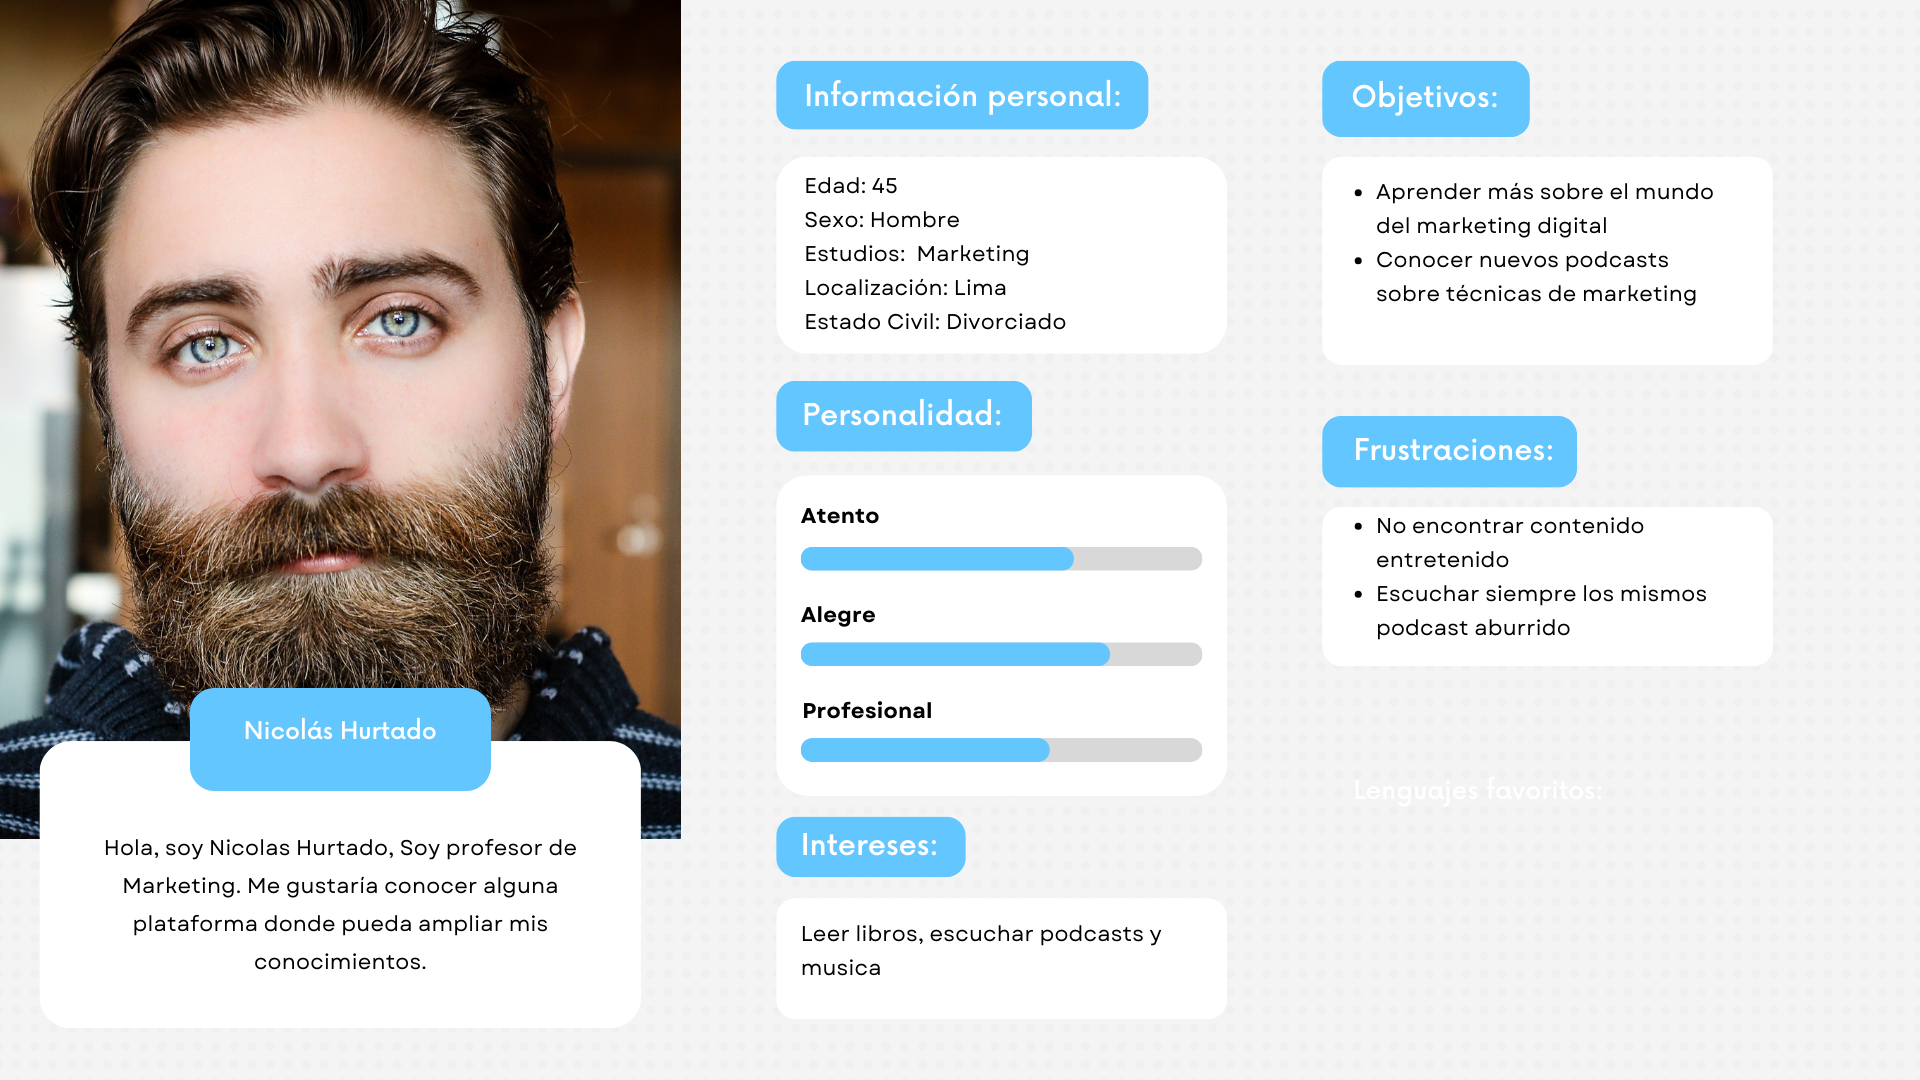 Nicolás Hurtado
Hola, soy Nicolas Hurtado, Soy profesor de
Marketing. Me gustaría conocer alguna
plataforma donde pueda ampliar mis
conocimientos.
Información personal:
Edad: 45
Sexo: Hombre
Estudios:  Marketing
Localización: Lima
Estado Civil: Divorciado
Personalidad:
Atento
Alegre
Profesional
Intereses:
Leer libros, escuchar podcasts y
musica
Objetivos:
• Aprender más sobre el mundo
del marketing digital
• Conocer nuevos podcasts
sobre técnicas de marketing
Frustraciones:
• No encontrar contenido
entretenido
• Escuchar siempre los mismos
podcast aburrido
Lenguajes favoritos: